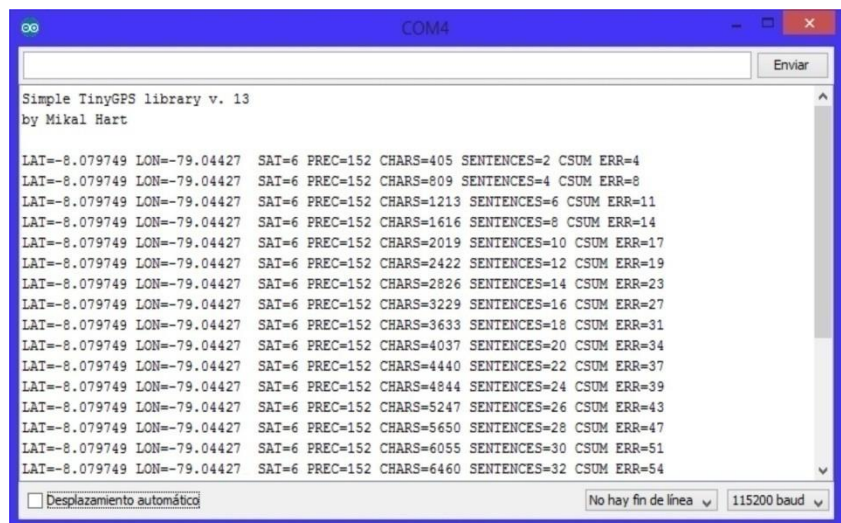 COM4
Enviar
Simple TinyGPS library v. 13
by Mikal Hart
LAT=-8.079749 LON=-79.04427 SAT=6 PREC=152 CHARS=405 SENTENCES=2 CSUM ERR=4
LAT=-8.079749 LON=-79.04427 SAT=6 PREC=152 CHARS=809 SENTENCES=4 CSUM ERR=8
LAT=-8.079749 LON=-79.04427 SAT=6 PREC=152 CHARS=1213 SENTENCES=6 CSUM ERR=11
LAT=-8.079749 LON=-79.04427 SAT=6 PREC=152 CHARS=1616 SENTENCES=8 CSUM ERR=14
LAT=-8.079749 LON=-79.04427 SAT=6 PREC=152 CHARS=2019 SENTENCES=10 CSUM ERR=17
LAT=-8.079749 LON=-79.04427 SAT=6 PREC=152 CHARS=2422 SENTENCES=12 CSUM ERR=19
LAT=-8.079749 LON=-79.04427 SAT=6 PREC=152 CHARS=2826 SENTENCES=14 CSUM ERR=23
LAT=-8.079749 LON=-79.04427 SAT=6 PREC=152 CHARS=3229 SENTENCES=16 CSUM ERR=27
LAT=-8.079749 LON=-79.04427 SAT=6 PREC=152 CHARS=3633 SENTENCES=18 CSUM ERR=31
LAT=-8.079749 LON=-79.04427 SAT=6 PREC=152 CHARS=4037 SENTENCES=20 CSUM ERR=34
LAT=-8.079749 LON=-79.04427 SAT=6 PREC=152 CHARS=4440 SENTENCES=22 CSUM ERR=37
LAT=-8.079749 LON=-79.04427 SAT=6 PREC=152 CHARS=4844 SENTENCES=24 CSUM ERR=39
LAT=-8.079749 LON=-79.04427 SAT=6 PREC=152 CHARS=5247 SENTENCES=26 CSUM ERR=43
LAT=-8.079749 LON=-79.04427 SAT=6 PREC=152 CHARS=5650 SENTENCES=28 CSUM ERR=47
LAT=-8.079749 LON=-79.04427 SAT=6 PREC=152 CHARS=6055 SENTENCES=30 CSUM ERR=51
LAT=-8.079749 LON=-79.04427 SAT=6 PREC=152 CHARS=6460 SENTENCES=32 CSUM ERR=54
Desplazamiento automático No hay fin de línea 115200 baud